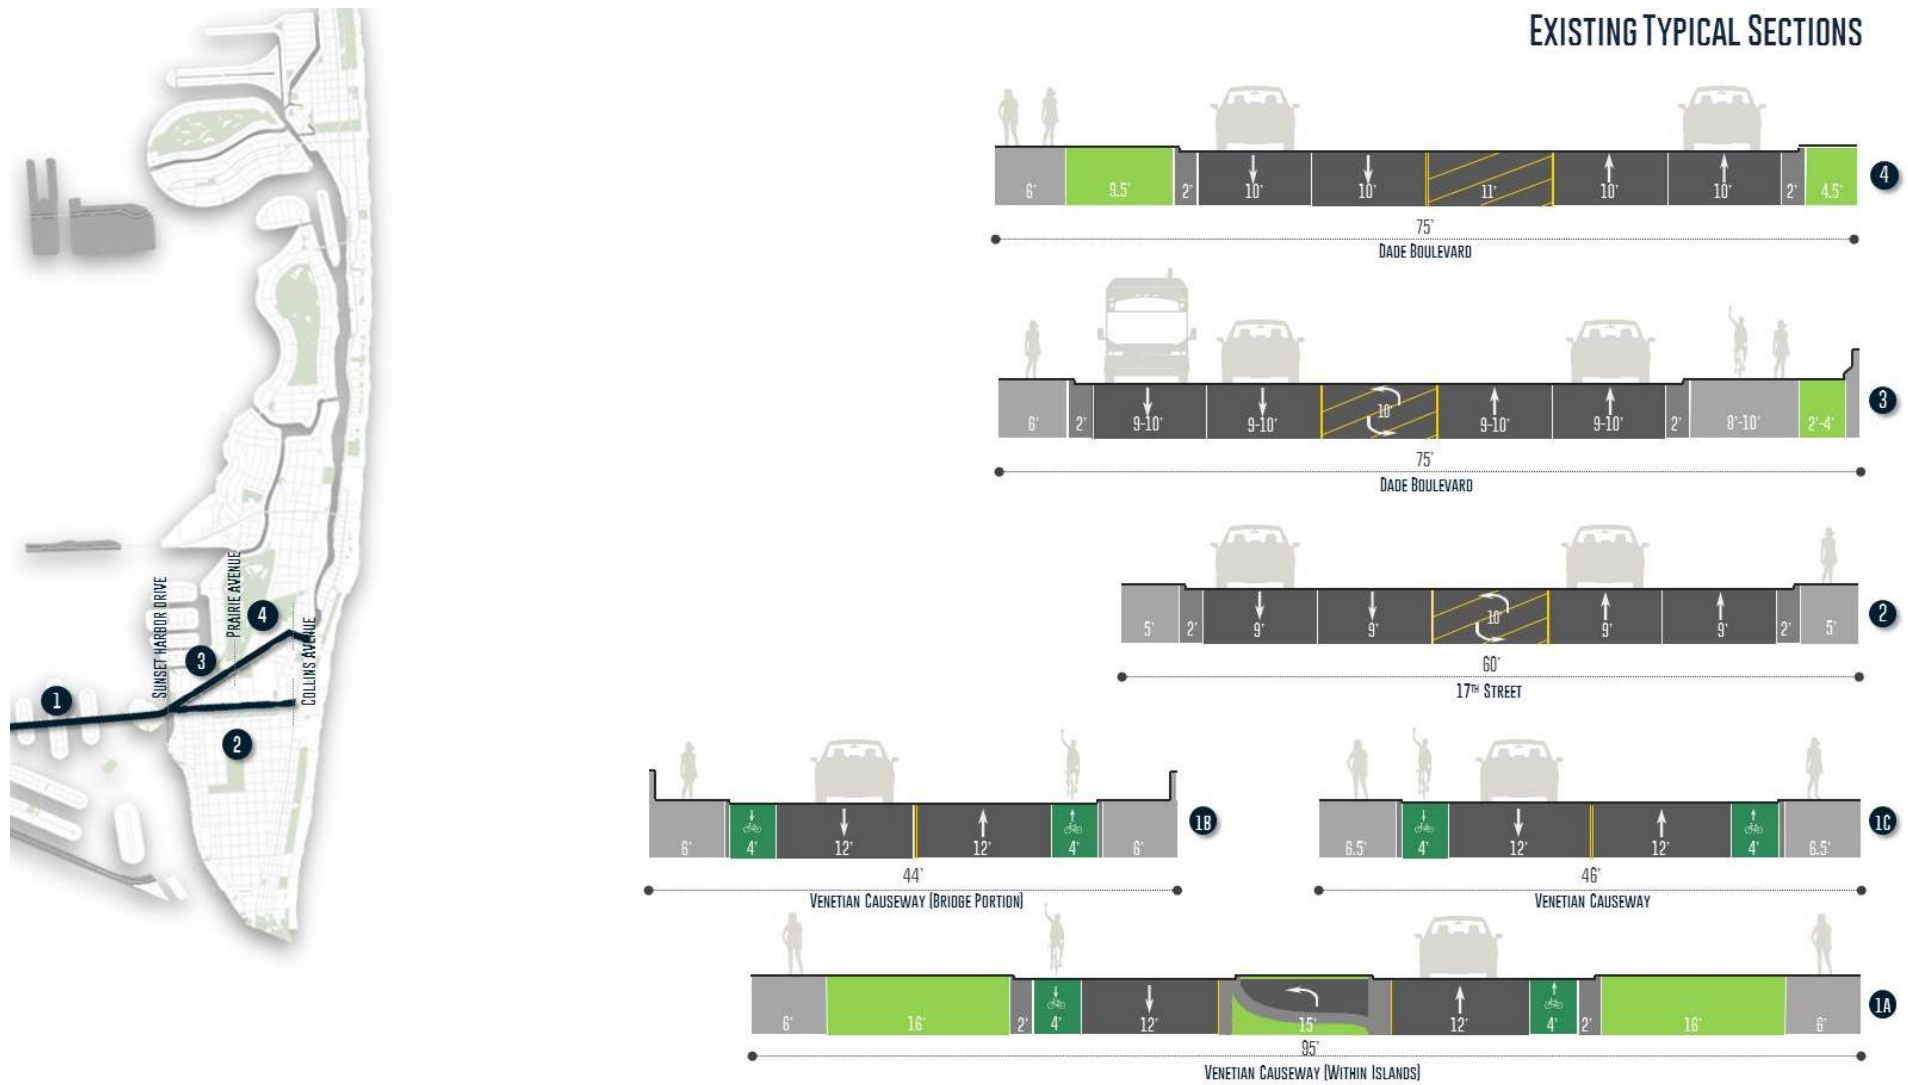 EXISTING TYPICAL SECTIONS
6' 9.5' 2' 10' 10' 11' 10' 10' 2' 4.5'
4
75'
DADE BOULEVARD
6' 2' 9-10' 9-10' 10' 9-10' 9-10' 2' 8'-10' 2'-4'
3
75'
DADE BOULEVARD
5' 2' 9' 9' 10' 9' 9' 2' 5'
2
60'
17TH STREET
6' 4' 12' 12' 4' 6'
1B
44'
VENETIAN CAUSEWAY (BRIDGE PORTION)
6.5' 4' 12' 12' 4' 6.5'
1C
46'
VENETIAN CAUSEWAY
6' 16' 2' 4' 12' 15' 12' 4' 2' 16' 6'
1A
95'
VENETIAN CAUSEWAY (WITHIN ISLANDS)
SUNSET HARBOR DRIVE
PRAIRIE AVENUE
COLLINS AVENUE
4
3
1
2